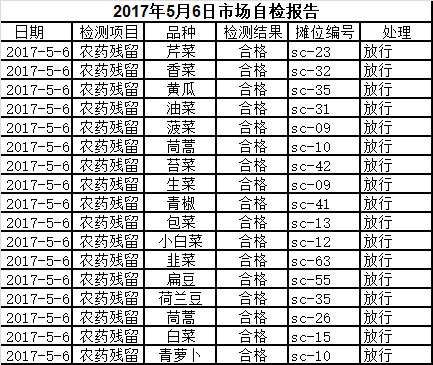 2017年5月6日市场自检报告
日期 检测项目 品种 检测结果 摊位编号 处理
2017-5-6 农药残留 芹菜 合格 sc-23 放行
2017-5-6 农药残留 香菜 合格 sc-32 放行
2017-5-6 农药残留 黄瓜 合格 sc-35 放行
2017-5-6 农药残留 油菜 合格 sc-31 放行
2017-5-6 农药残留 菠菜 合格 sc-09 放行
2017-5-6 农药残留 茼蒿 合格 sc-10 放行
2017-5-6 农药残留 苔菜 合格 sc-42 放行
2017-5-6 农药残留 生菜 合格 sc-09 放行
2017-5-6 农药残留 青椒 合格 sc-41 放行
2017-5-6 农药残留 包菜 合格 sc-13 放行
2017-5-6 农药残留 小白菜 合格 sc-12 放行
2017-5-6 农药残留 韭菜 合格 sc-63 放行
2017-5-6 农药残留 扁豆 合格 sc-55 放行
2017-5-6 农药残留 荷兰豆 合格 sc-35 放行
2017-5-6 农药残留 茼蒿 合格 sc-26 放行
2017-5-6 农药残留 白菜 合格 sc-15 放行
2017-5-6 农药残留 青萝卜 合格 sc-10 放行